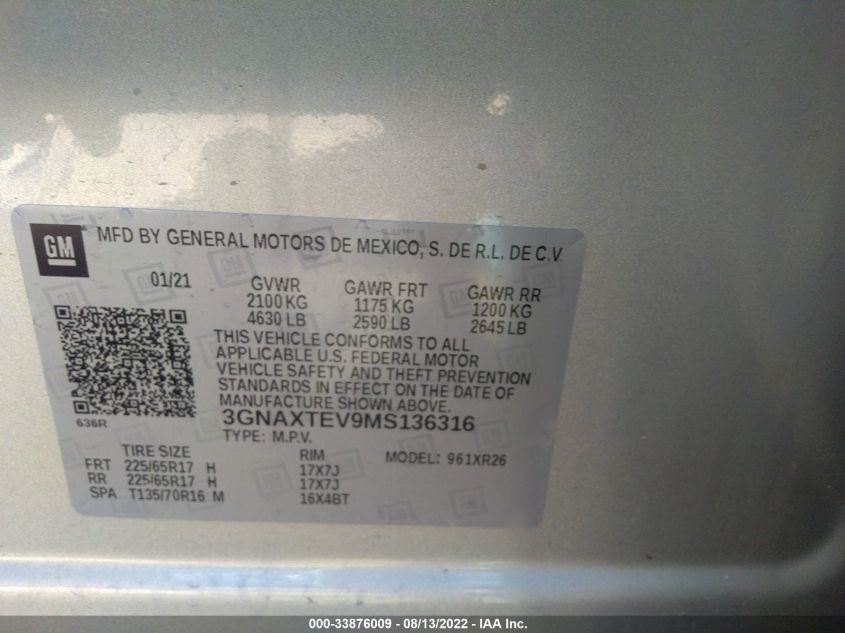 GM
MFD BY GENERAL MOTORS DE MEXICO, S. DE R.L. DE C.V.
01/21
GVWR GAWR FRT GAWR RR
2100 KG 1175 KG 1200 KG
4630 LB 2590 LB 2645 LB
THIS VEHICLE CONFORMS TO ALL
APPLICABLE U.S. FEDERAL MOTOR
VEHICLE SAFETY AND THEFT PREVENTION
STANDARDS IN EFFECT ON THE DATE OF
MANUFACTURE SHOWN ABOVE.
636R
3GNAXTEV9MS136316
TYPE: M.P.V.
TIRE SIZE RIM MODEL: 961XR26
FRT 225/65R17 H 17X7J
RR 225/65R17 H 17X7J
SPA T135/70R16 M 16X4BT
000-33876009 - 08/13/2022 - IAA Inc.